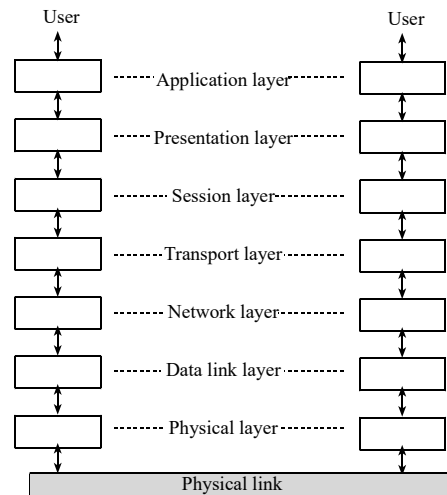 User
User
Application layer
Presentation layer
Session layer
Transport layer
Network layer
Data link layer
Physical layer
Physical link